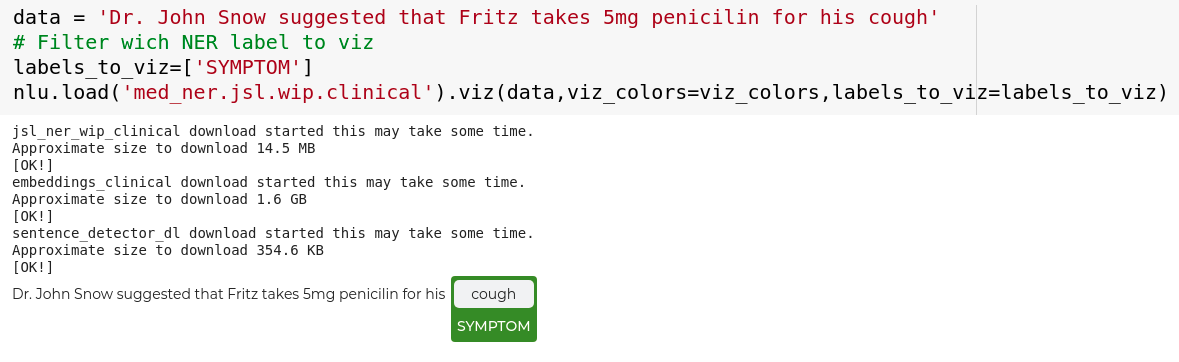 data = 'Dr. John Snow suggested that Fritz takes 5mg penicilin for his cough'
# Filter wich NER label to viz
labels_to_viz=['SYMPTOM']
nlu.load('med_ner.jsl.wip.clinical').viz(data,viz_colors=viz_colors,labels_to_viz=labels_to_viz)
jsl_ner_wip_clinical download started this may take some time.
Approximate size to download 14.5 MB
[OK!]
embeddings_clinical download started this may take some time.
Approximate size to download 1.6 GB
[OK!]
sentence_detector_dl download started this may take some time.
Approximate size to download 354.6 KB
[OK!]
Dr. John Snow suggested that Fritz takes 5mg penicilin for his cough
SYMPTOM